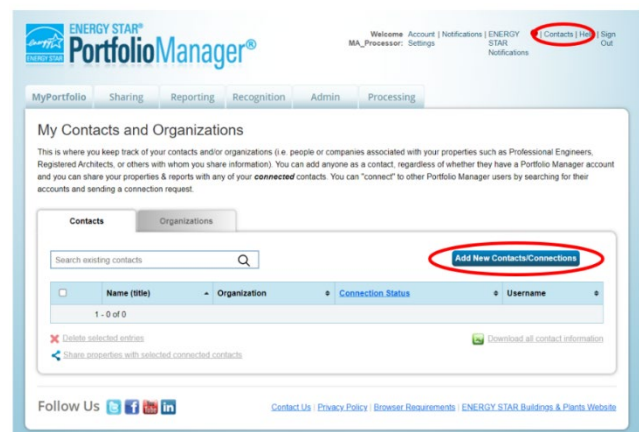 ENERGY STAR®
PortfolioManager®
ENERGY STAR
Welcome MA_Processor: Account Settings | Notifications | ENERGY STAR Notifications | Contacts | Help | Sign Out
MyPortfolio Sharing Reporting Recognition Admin Processing
My Contacts and Organizations
This is where you keep track of your contacts and/or organizations (i.e. people or companies associated with your properties such as Professional Engineers,
Registered Architects, or others with whom you share information). You can add anyone as a contact, regardless of whether they have a Portfolio Manager account
and you can share your properties & reports with any of your connected contacts. You can "connect" to other Portfolio Manager users by searching for their
accounts and sending a connection request.
Contacts Organizations
Search existing contacts
Add New Contacts/Connections
Name (title) Organization Connection Status Username
1 - 0 of 0
Delete selected entries
Download all contact information
Share properties with selected connected contacts
Follow Us
Contact Us | Privacy Policy | Browser Requirements | ENERGY STAR Buildings & Plants Website